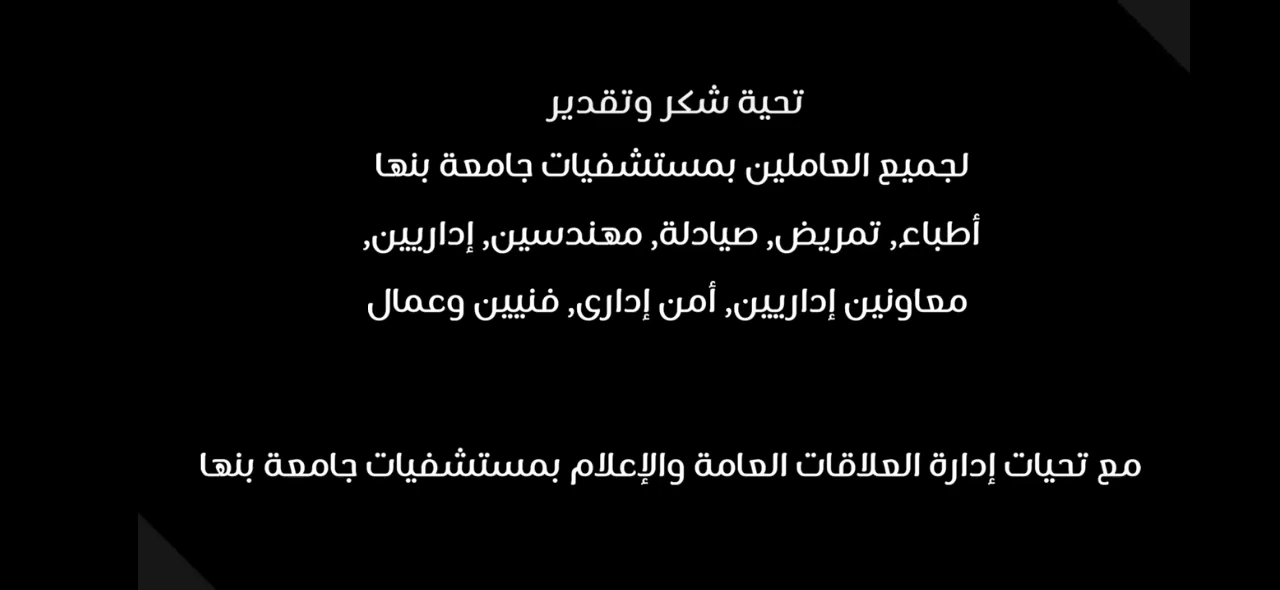 تحية شكر وتقدير
لجميع العاملين بمستشفيات جامعة بنها
أطباء, تمريض, صيادلة, مهندسين, إداريين,
معاونين إداريين, أمن إدارى, فنيين وعمال
مع تحيات إدارة العلاقات العامة والإعلام بمستشفيات جامعة بنها